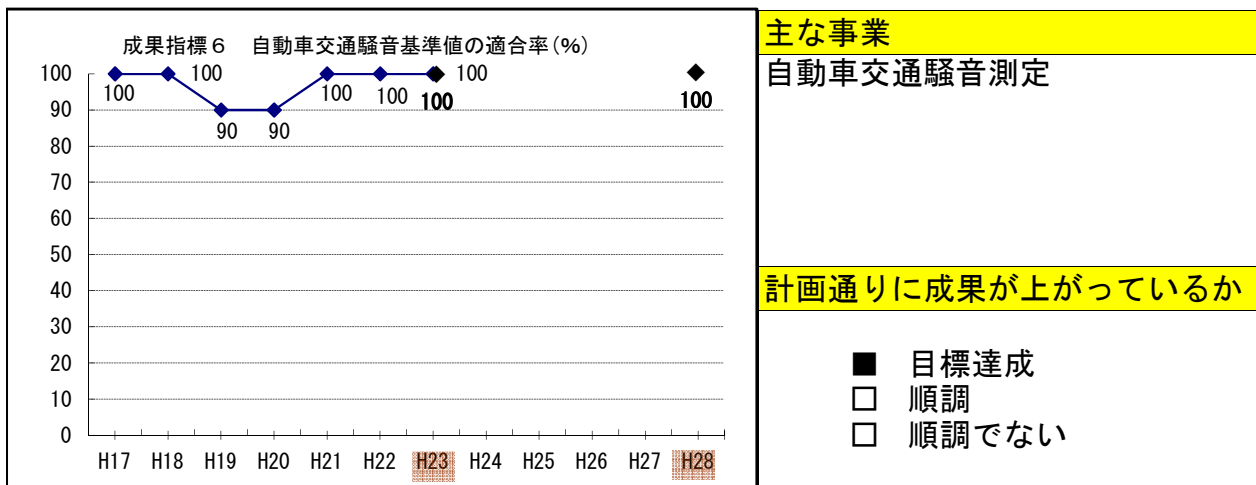 成果指標6 自動車交通騒音基準値の適合率(%)
100
90
80
70
60
50
40
30
20
10
0
100
100
90
90
100
100
100
100
100
H17 H18 H19 H20 H21 H22 H23 H24 H25 H26 H27 H28
主な事業
自動車交通騒音測定
計画通りに成果が上がっているか
■ 目標達成
□ 順調
□ 順調でない